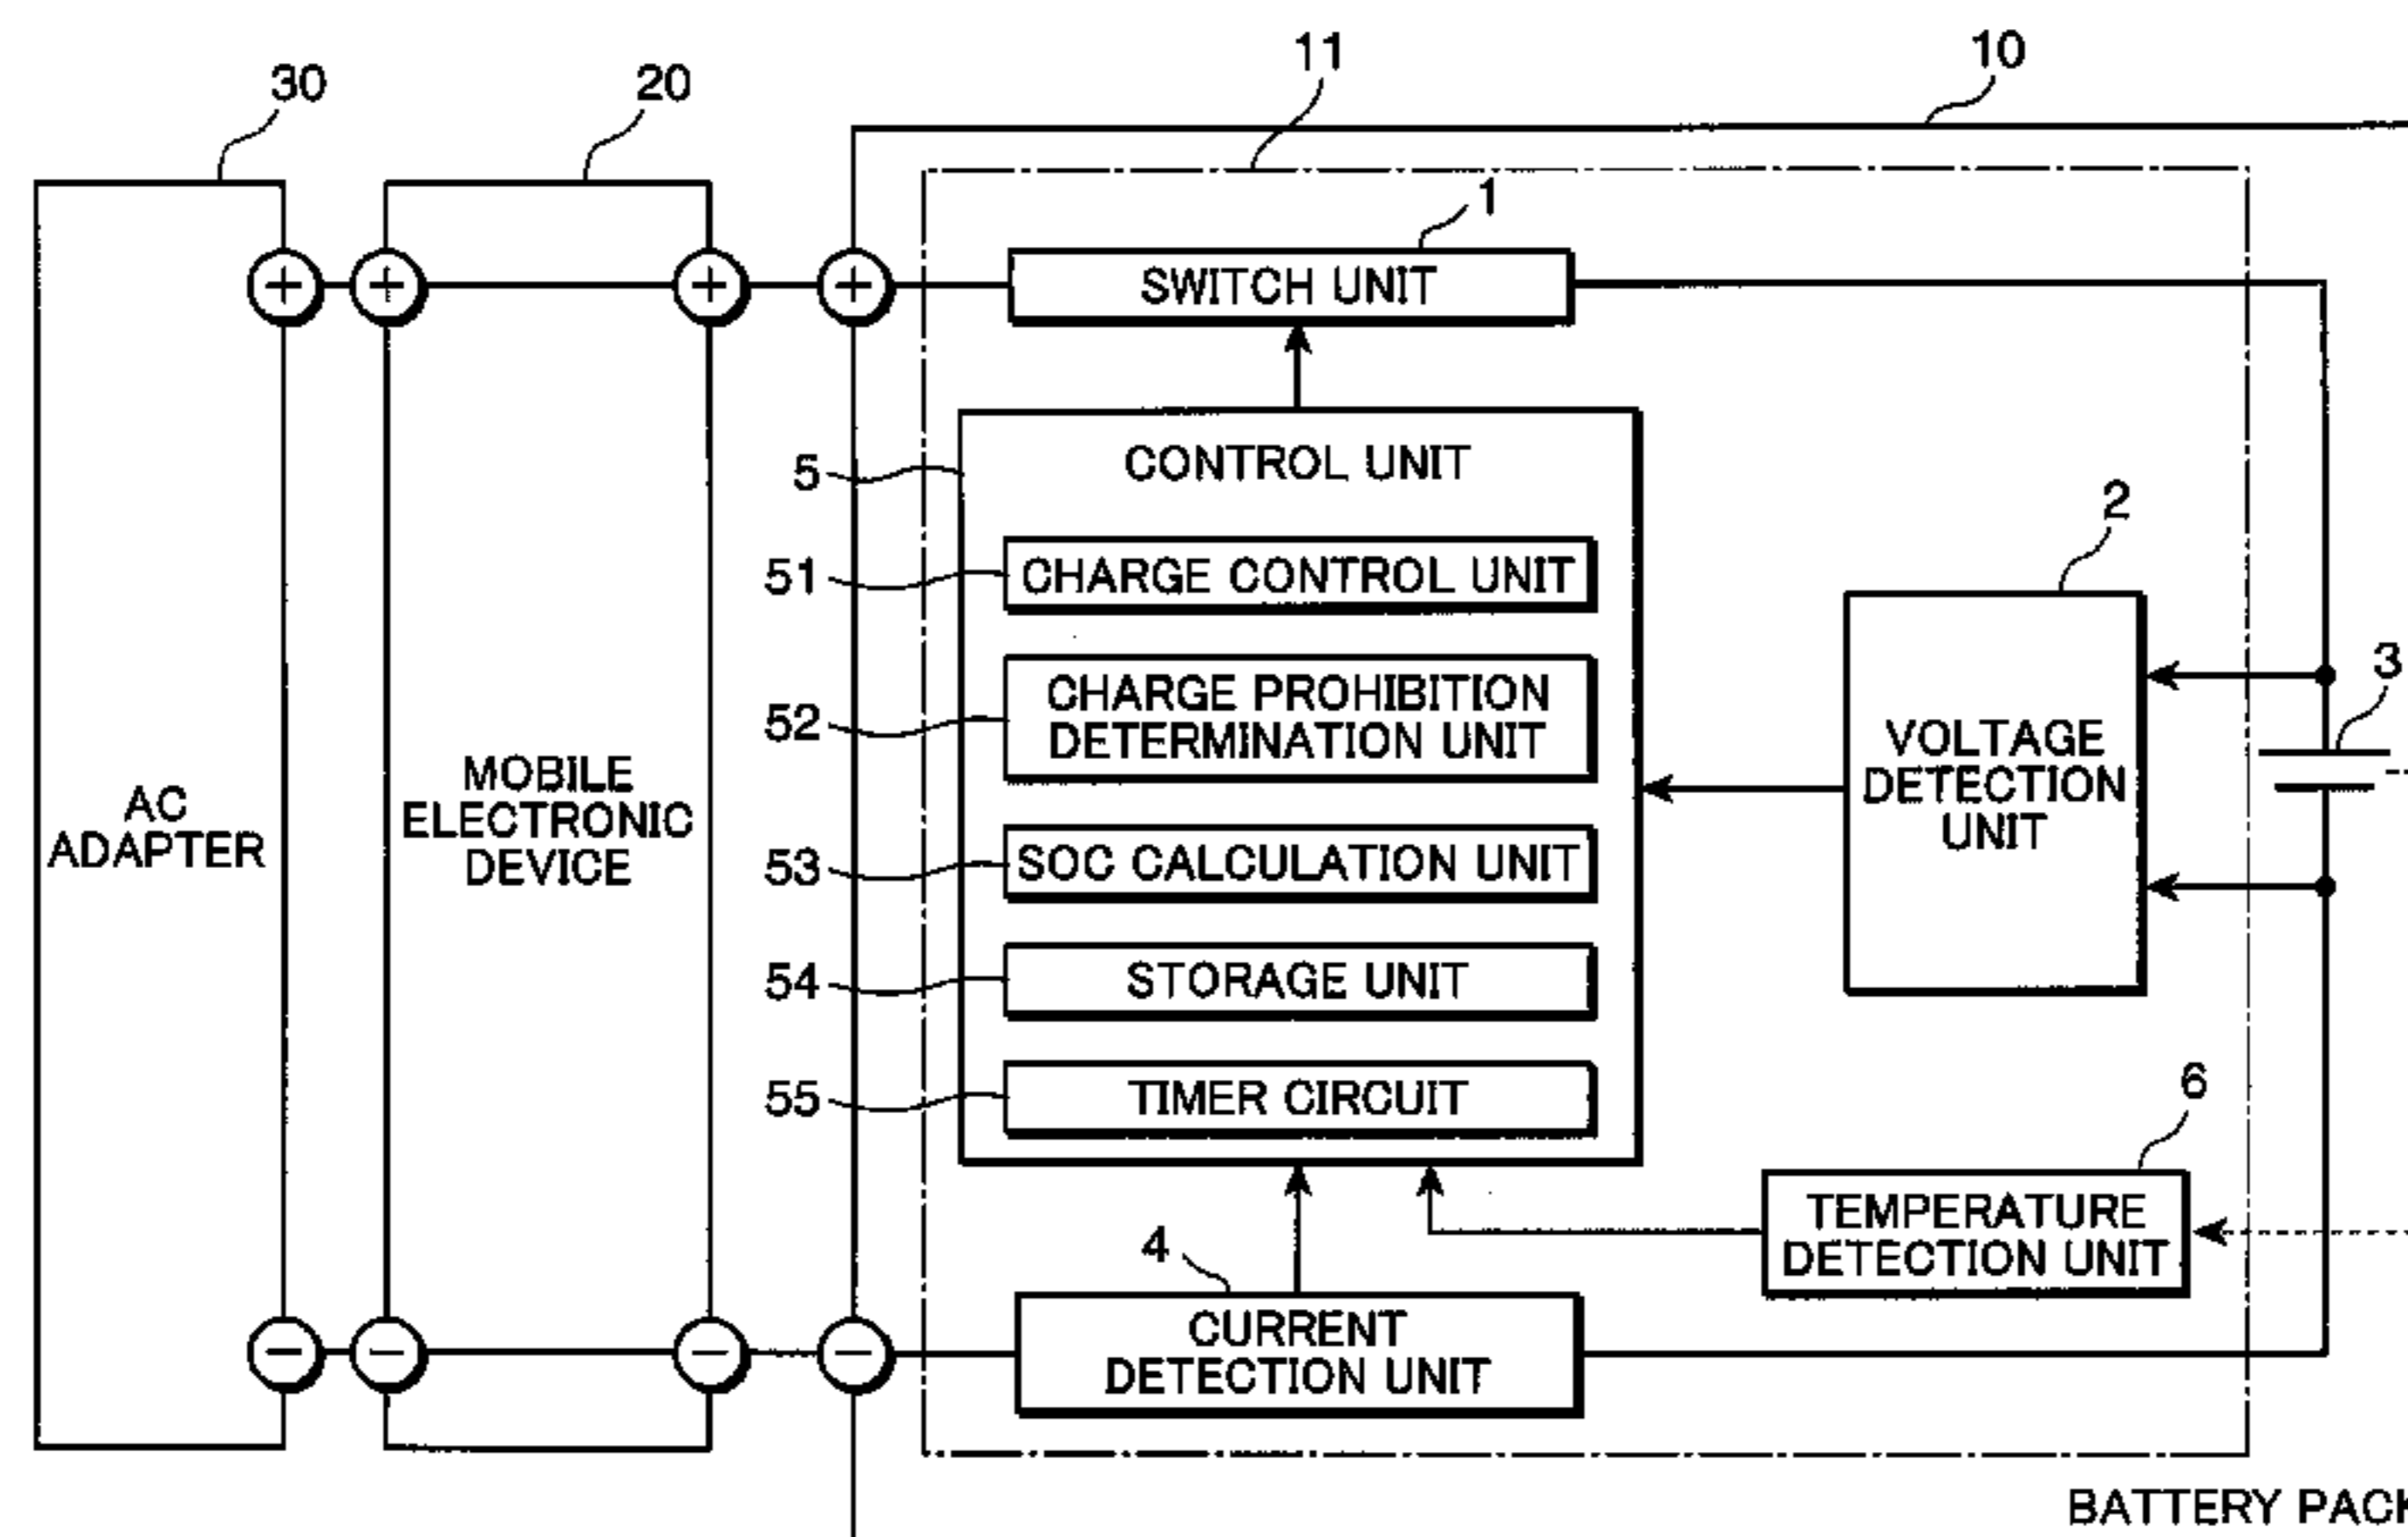 30
20
11
10
1
+
+
+
+
SWITCH UNIT
5
CONTROL UNIT
51
CHARGE CONTROL UNIT
52
CHARGE PROHIBITION
DETERMINATION UNIT
53
SOC CALCULATION UNIT
54
STORAGE UNIT
55
TIMER CIRCUIT
2
VOLTAGE
DETECTION
UNIT
3
AC
ADAPTER
MOBILE
ELECTRONIC
DEVICE
6
TEMPERATURE
DETECTION UNIT
4
CURRENT
DETECTION UNIT
−
−
−
−
BATTERY PACK